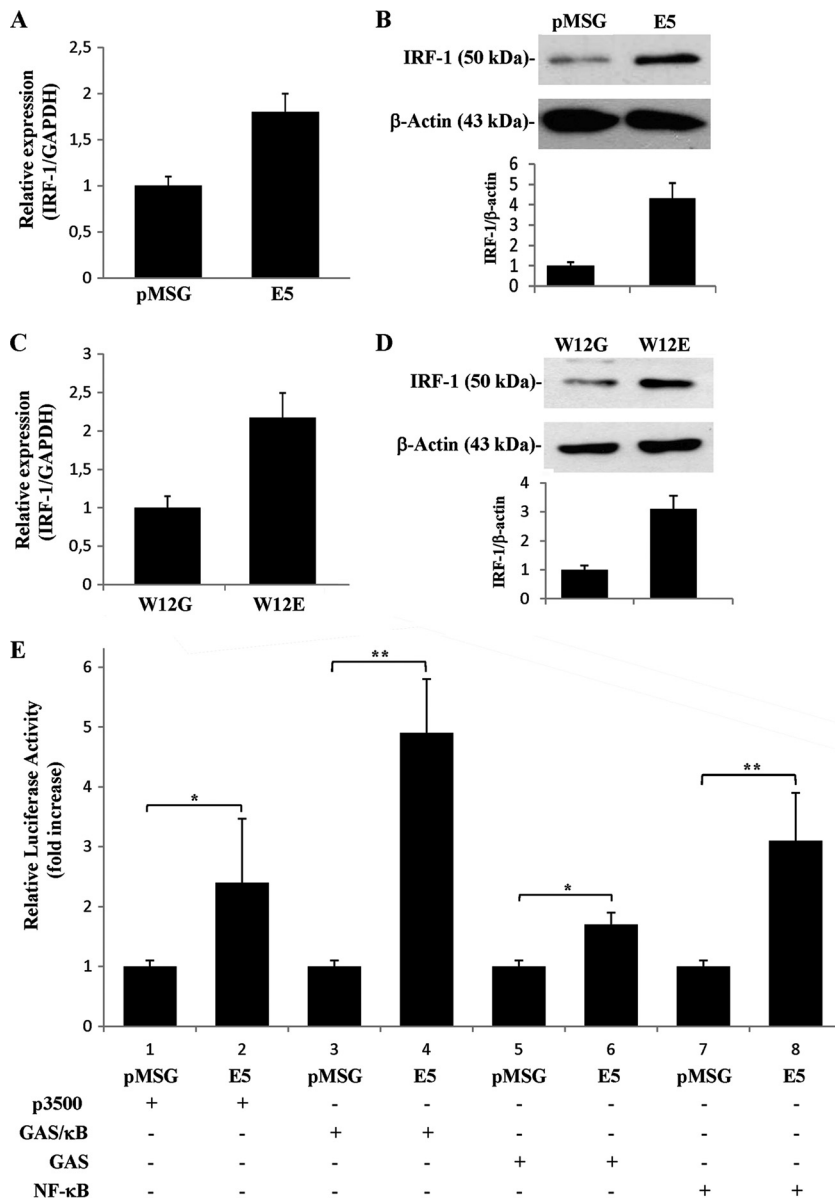 A
Relative expression
(IRF-1/GAPDH)
2,5
2
1,5
1
0,5
0
pMSG E5
B
pMSG E5
IRF-1 (50 kDa)-
β-Actin (43 kDa)-
IRF-1/β-actin
6
5
4
3
2
1
0
C
Relative expression
(IRF-1/GAPDH)
3
2,5
2
1,5
1
0,5
0
W12G W12E
D
W12G W12E
IRF-1 (50 kDa)-
β-Actin (43 kDa)-
IRF-1/β-actin
4
3
2
1
0
E
Relative Luciferase Activity
(fold increase)
6
5
4
3
2
1
0
* ** * **
1 2 3 4 5 6 7 8
pMSG E5 pMSG E5 pMSG E5 pMSG E5
p3500 + + - - - - - -
GAS/κB - - + + - - - -
GAS - - - - + + - -
NF-κB - - - - - - + +